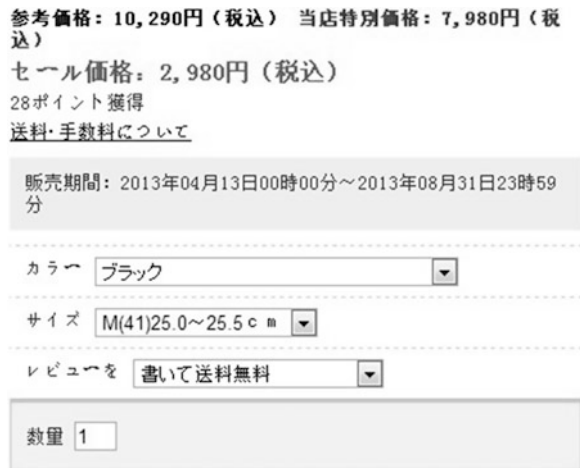 参考価格：10,290円（税込） 当店特別価格：7,980円（税
込）
セール価格：2,980円（税込）
28ポイント獲得
送料・手数料について
販売期間：2013年04月13日00時00分～2013年08月31日23時59
分
カラー ブラック
サイズ M(41)25.0～25.5ｃｍ
レビューを 書いて送料無料
数量 1